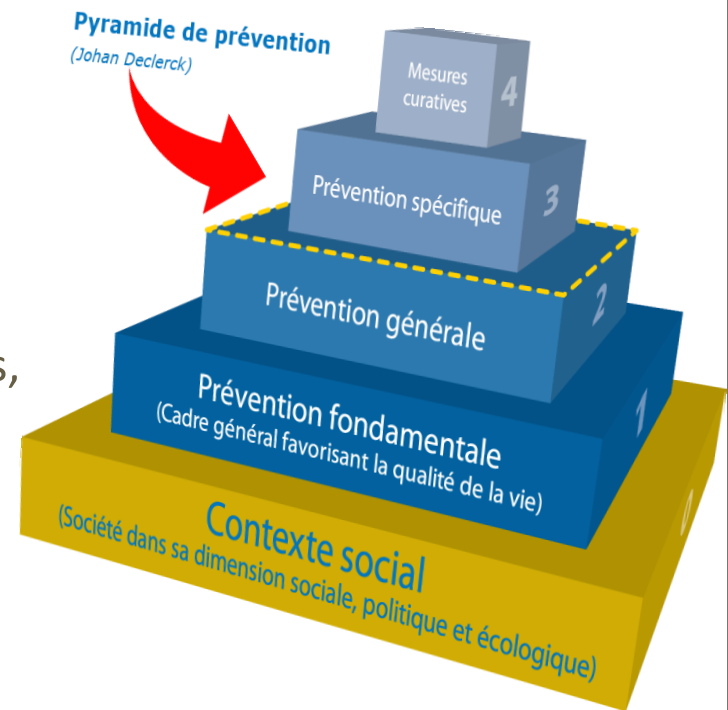 Pyramide de prévention
(Johan Declerck)
Mesures
curatives
4
Prévention spécifique
3
Prévention générale
2
s,
Prévention fondamentale
(Cadre général favorisant la qualité de la vie)
1
Contexte social
(Société dans sa dimension sociale, politique et écologique)
0